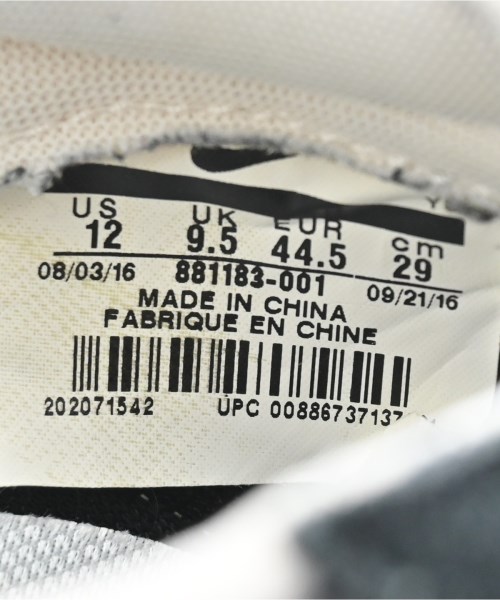 US UK EUR cm
12 9.5 44.5 29
08/03/16 881183-001 09/21/16
MADE IN CHINA
FABRIQUE EN CHINE
202071542 UPC